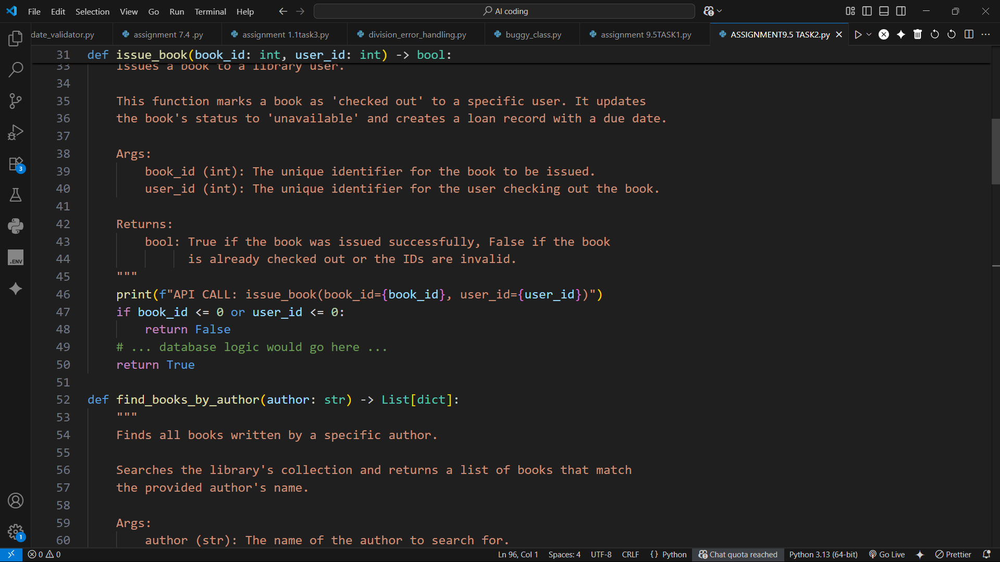 File Edit Selection View Go Run Terminal Help
AI coding
date_validator.py
assignment 7.4 .py
assignment 1.1task3.py
division_error_handling.py
buggy_class.py
assignment 9.5TASK1.py
ASSIGNMENT9.5 TASK2.py
31 def issue_book(book_id: int, user_id: int) -> bool:
33 Issues a book to a library user.
34
35 This function marks a book as 'checked out' to a specific user. It updates
36 the book's status to 'unavailable' and creates a loan record with a due date.
37
38 Args:
39 book_id (int): The unique identifier for the book to be issued.
40 user_id (int): The unique identifier for the user checking out the book.
41
42 Returns:
43 bool: True if the book was issued successfully, False if the book
44 is already checked out or the IDs are invalid.
45 """
46 print(f"API CALL: issue_book(book_id={book_id}, user_id={user_id})")
47 if book_id <= 0 or user_id <= 0:
48 return False
49 # ... database logic would go here ...
50 return True
51
52 def find_books_by_author(author: str) -> List[dict]:
53 """
54 Finds all books written by a specific author.
55
56 Searches the library's collection and returns a list of books that match
57 the provided author's name.
58
59 Args:
60 author (str): The name of the author to search for.
3
.ENV
1
0 0
Ln 96, Col 1
Spaces: 4
UTF-8
CRLF
{} Python
Chat quota reached
Python 3.13 (64-bit)
Go Live
Prettier